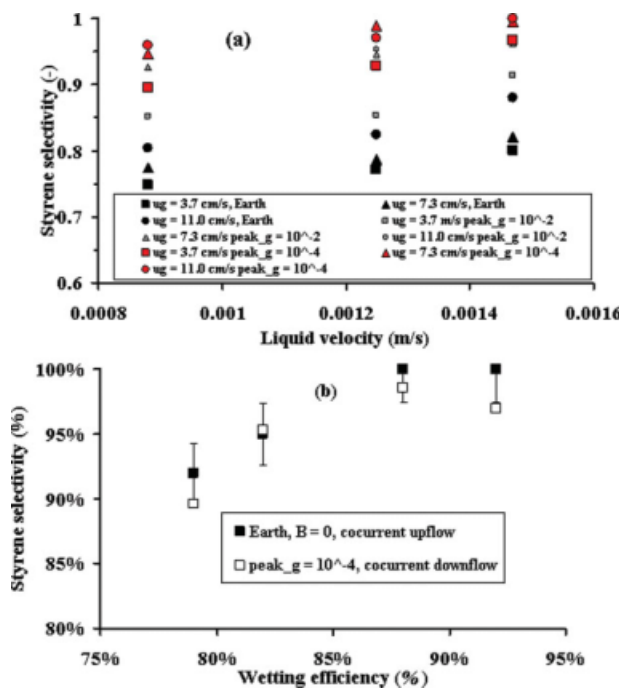 (a)
Styrene selectivity (-)
1
0.9
0.8
0.7
0.6
ug = 3.7 cm/s, Earth
ug = 7.3 cm/s, Earth
ug = 11.0 cm/s, Earth
ug = 3.7 m/s peak_g = 10^-2
ug = 7.3 cm/s peak_g = 10^-2
ug = 11.0 cm/s peak_g = 10^-2
ug = 3.7 cm/s peak_g = 10^-4
ug = 7.3 cm/s peak_g = 10^-4
ug = 11.0 cm/s peak_g = 10^-4
0.0008 0.001 0.0012 0.0014 0.0016
Liquid velocity (m/s)
(b)
Styrene selectivity (%)
100%
95%
90%
85%
80%
Earth, B = 0, cocurrent upflow
peak_g = 10^-4, cocurrent downflow
75% 80% 85% 90% 95%
Wetting efficiency (%)